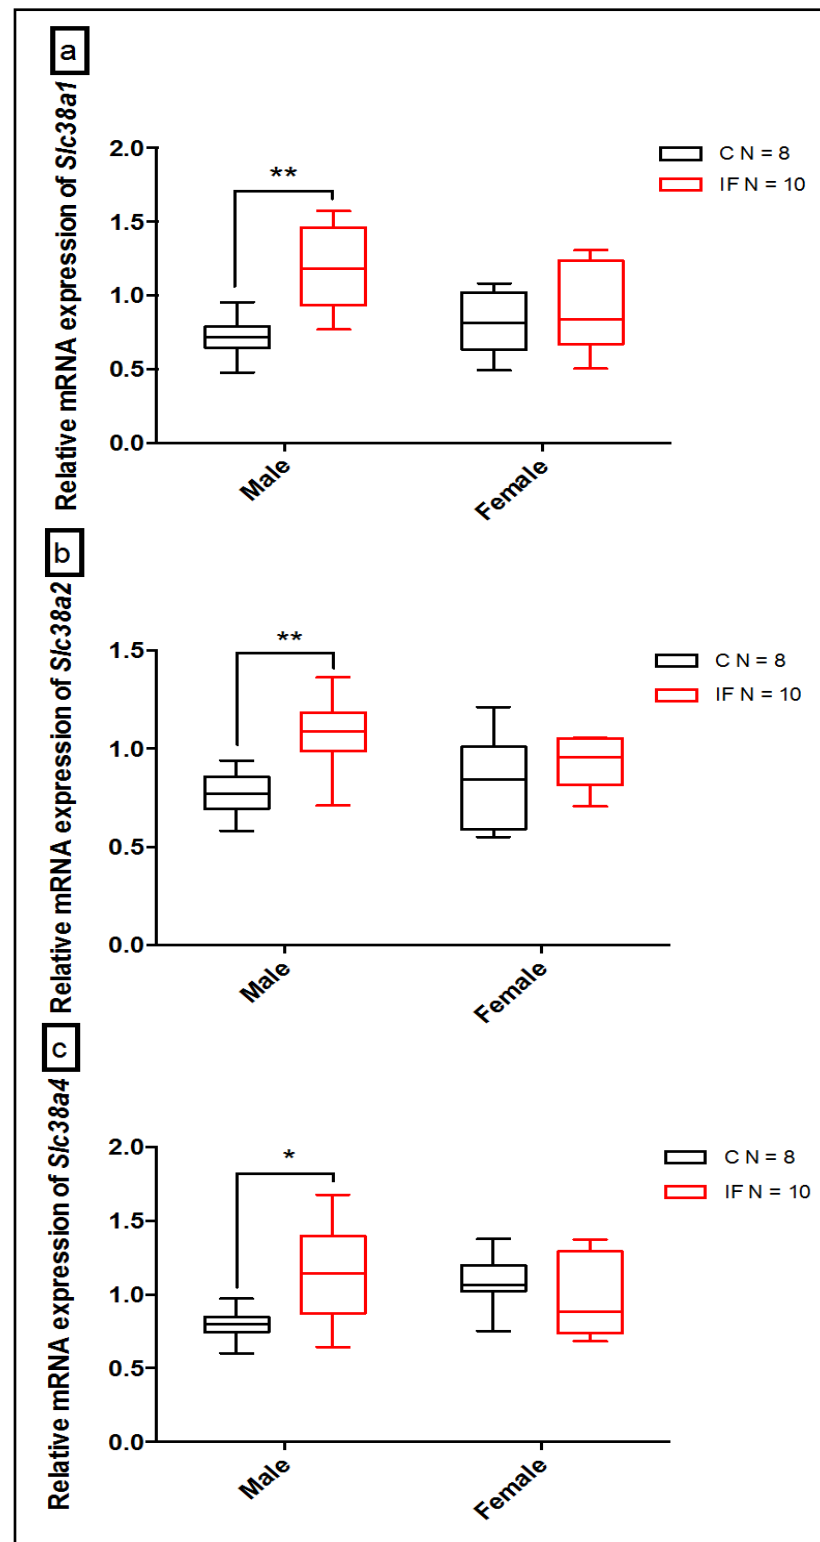 a
Relative mRNA expression of Slc38a1
2.0
1.5
1.0
0.5
0.0
**
C N = 8
IF N = 10
Male
Female
b
Relative mRNA expression of Slc38a2
1.5
1.0
0.5
0.0
**
C N = 8
IF N = 10
Male
Female
c
Relative mRNA expression of Slc38a4
2.0
1.5
1.0
0.5
0.0
*
C N = 8
IF N = 10
Male
Female